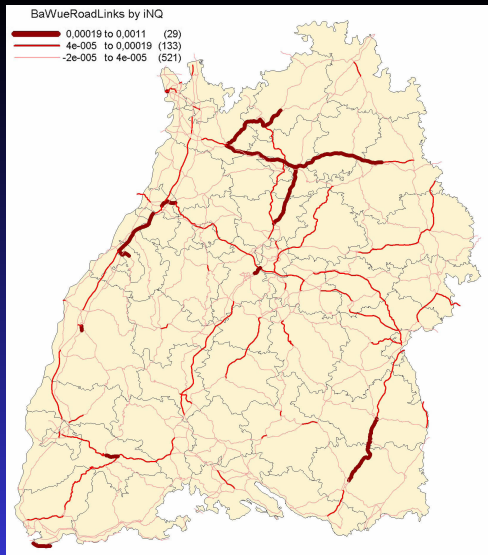 BaWueRoadLinks by iNQ
0,00019 to 0,0011 (29)
4e-005 to 0,00019 (133)
-2e-005 to 4e-005 (521)